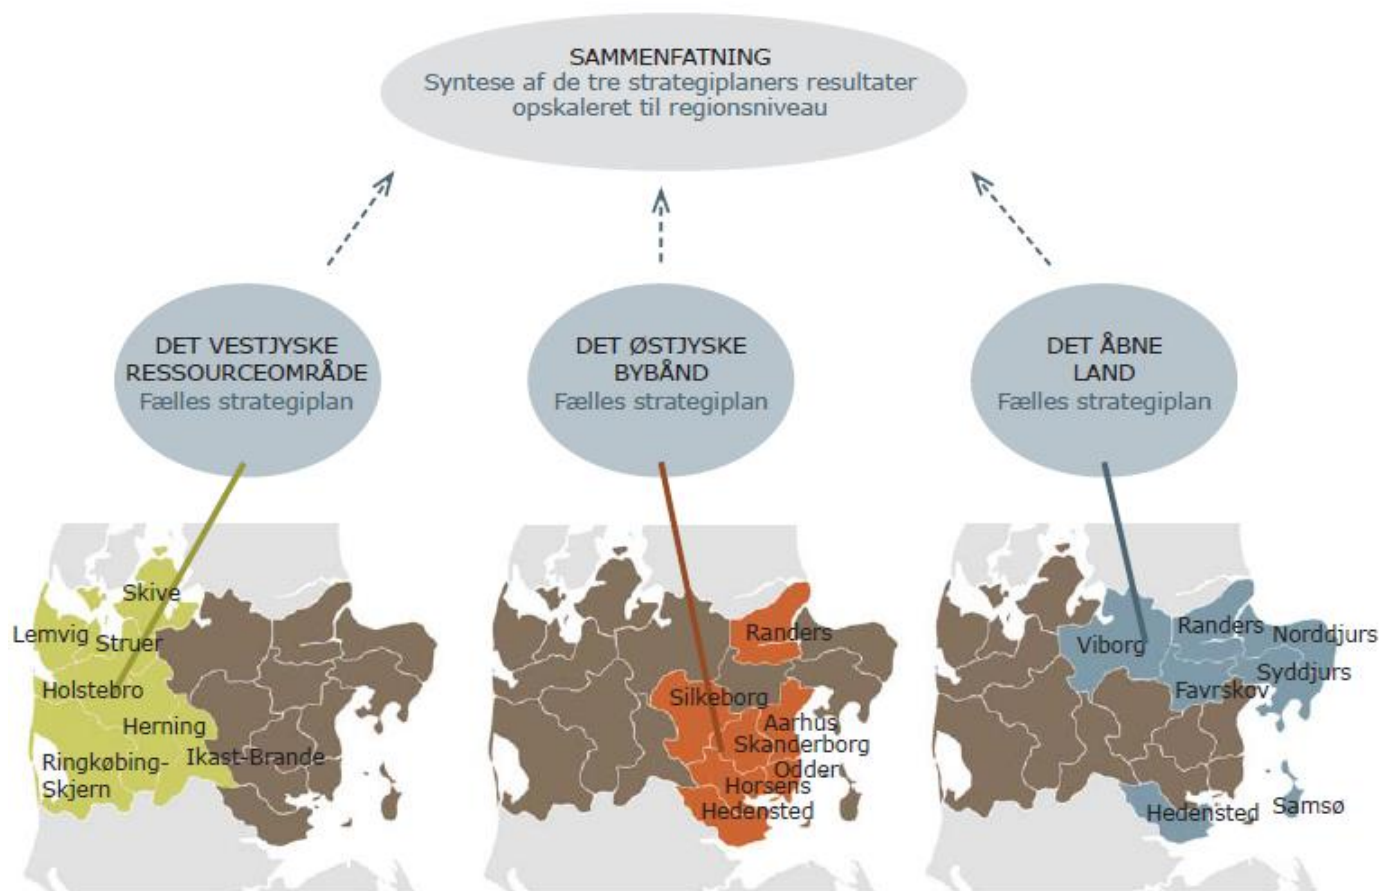 SAMMENFATNING
Syntese af de tre strategiplaners resultater
opskaleret til regionsniveau
DET VESTJYSKE
RESSOURCEOMRÅDE
Fælles strategiplan
DET ØSTJYSKE
BYBÅND
Fælles strategiplan
DET ÅBNE
LAND
Fælles strategiplan
Skive
Lemvig
Struer
Holstebro
Herning
Ikast-Brande
Ringkøbing-
Skjern
Randers
Silkeborg
Aarhus
Skanderborg
Odder
Horsens
Hedensted
Viborg
Randers
Norddjurs
Syddjurs
Favrskov
Hedensted
Samsø